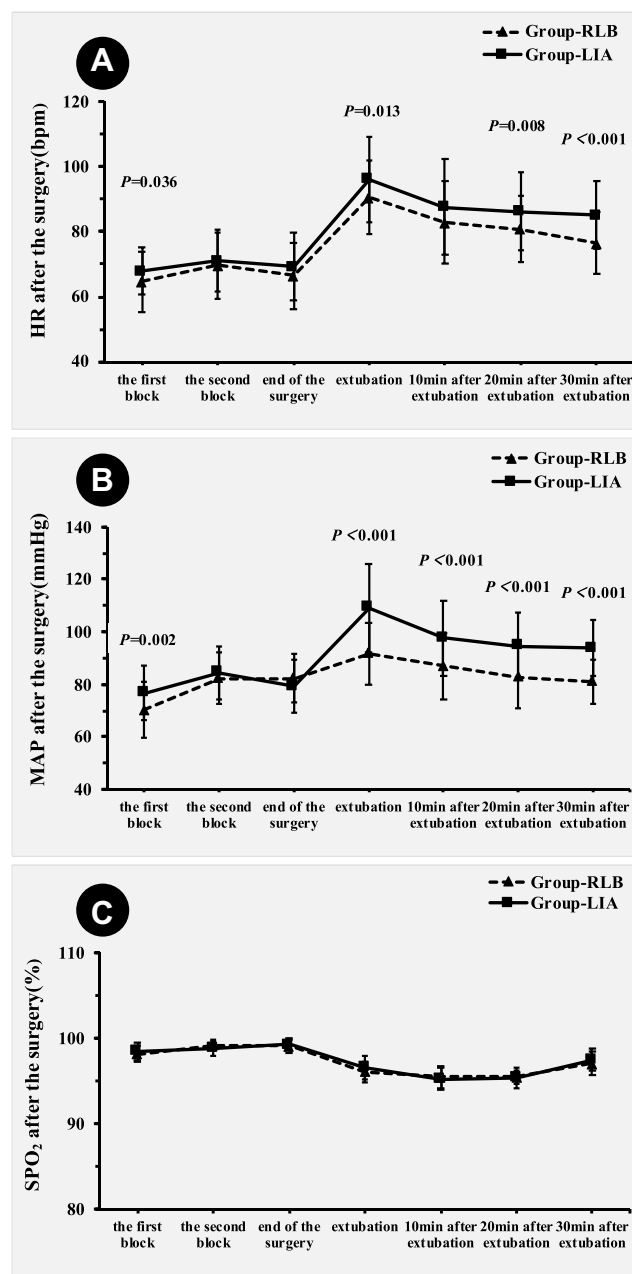 A
Group-RLB
Group-LIA
HR after the surgery(bpm)
120
100
80
60
40
P=0.036
P=0.013
P=0.008
P <0.001
the first
block
the second
block
end of the
surgery
extubation
10min after
extubation
20min after
extubation
30min after
extubation
B
Group-RLB
Group-LIA
MAP after the surgery(mmHg)
140
120
100
80
60
40
P=0.002
P <0.001
P <0.001
P <0.001
P <0.001
the first
block
the second
block
end of the
surgery
extubation
10min after
extubation
20min after
extubation
30min after
extubation
C
Group-RLB
Group-LIA
SPO₂ after the surgery(%)
110
100
90
80
the first
block
the second
block
end of the
surgery
extubation
10min after
extubation
20min after
extubation
30min after
extubation